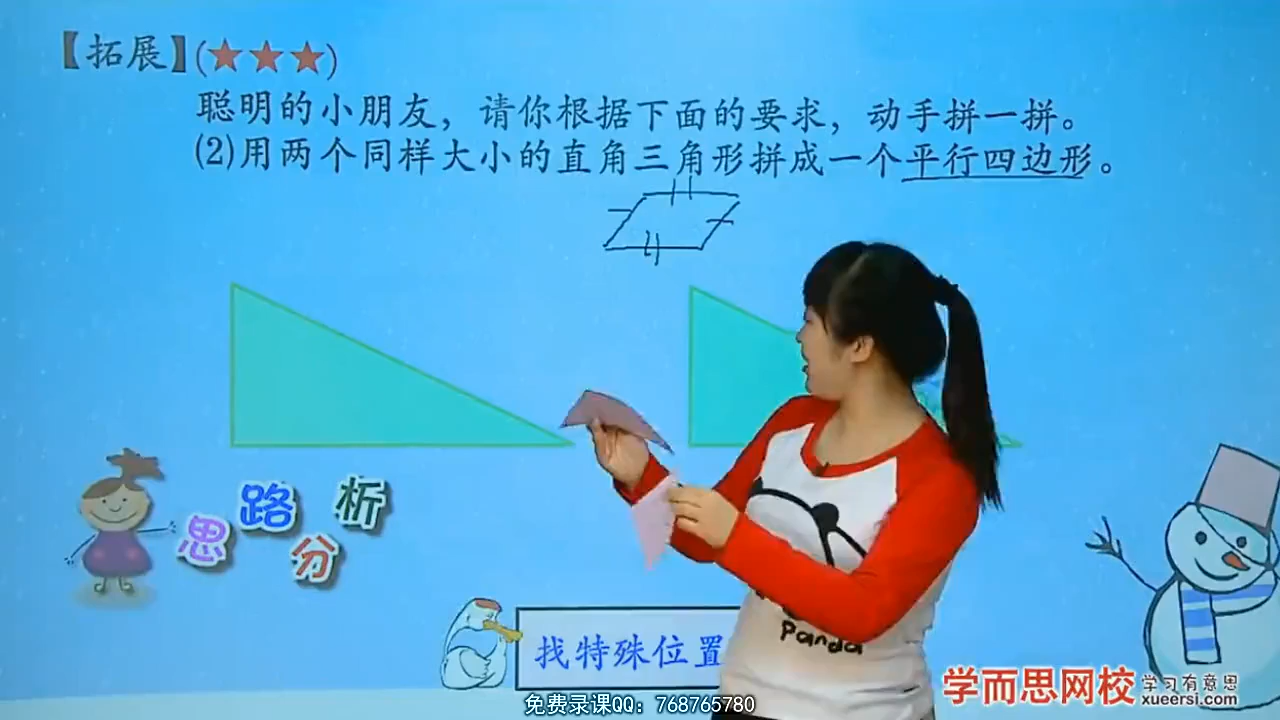 【拓展】(★★★)
聪明的小朋友，请你根据下面的要求，动手拼一拼。
(2)用两个同样大小的直角三角形拼成一个平行四边形。
思路分析
找特殊位置
Panda
学而思网校 学习有意思
xueersi.com
免费录课QQ：768765780